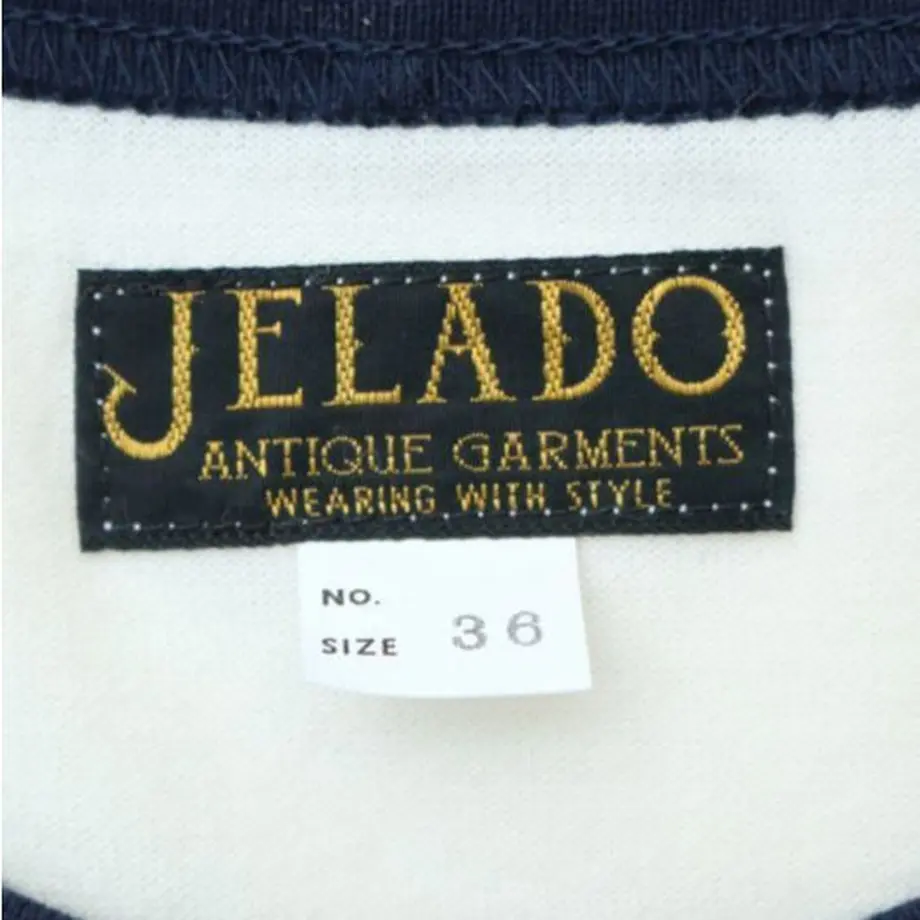 JELADO
ANTIQUE GARMENTS
WEARING WITH STYLE
NO.
SIZE 36